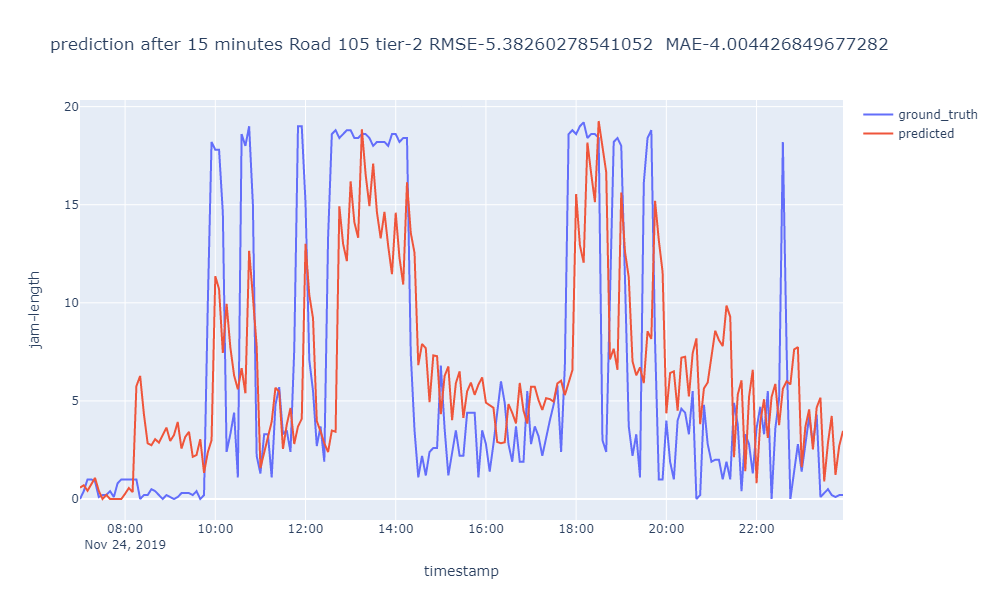 prediction after 15 minutes Road 105 tier-2 RMSE-5.38260278541052  MAE-4.004426849677282
ground_truth
predicted
jam-length
20
15
10
5
0
08:00 10:00 12:00 14:00 16:00 18:00 20:00 22:00
Nov 24, 2019
timestamp